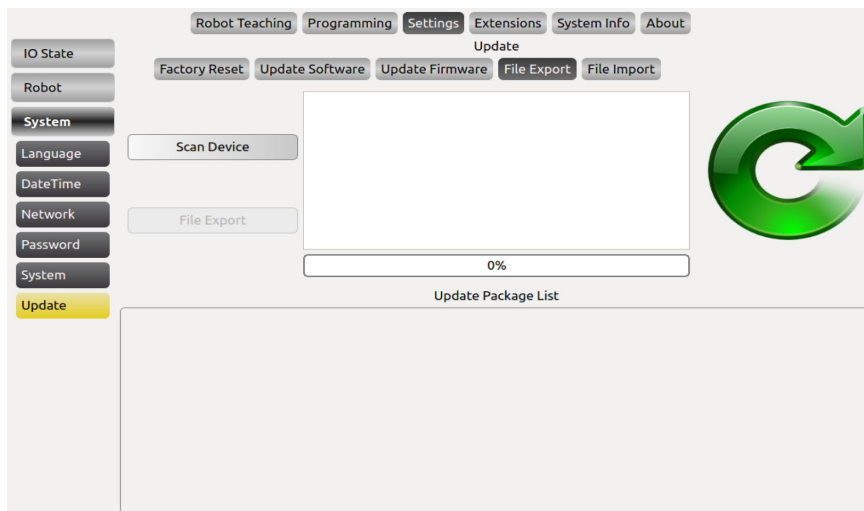 Robot Teaching Programming Settings Extensions System Info About
Update
Factory Reset Update Software Update Firmware File Export File Import
IO State
Robot
System
Language
DateTime
Network
Password
System
Update
Scan Device
File Export
0%
Update Package List